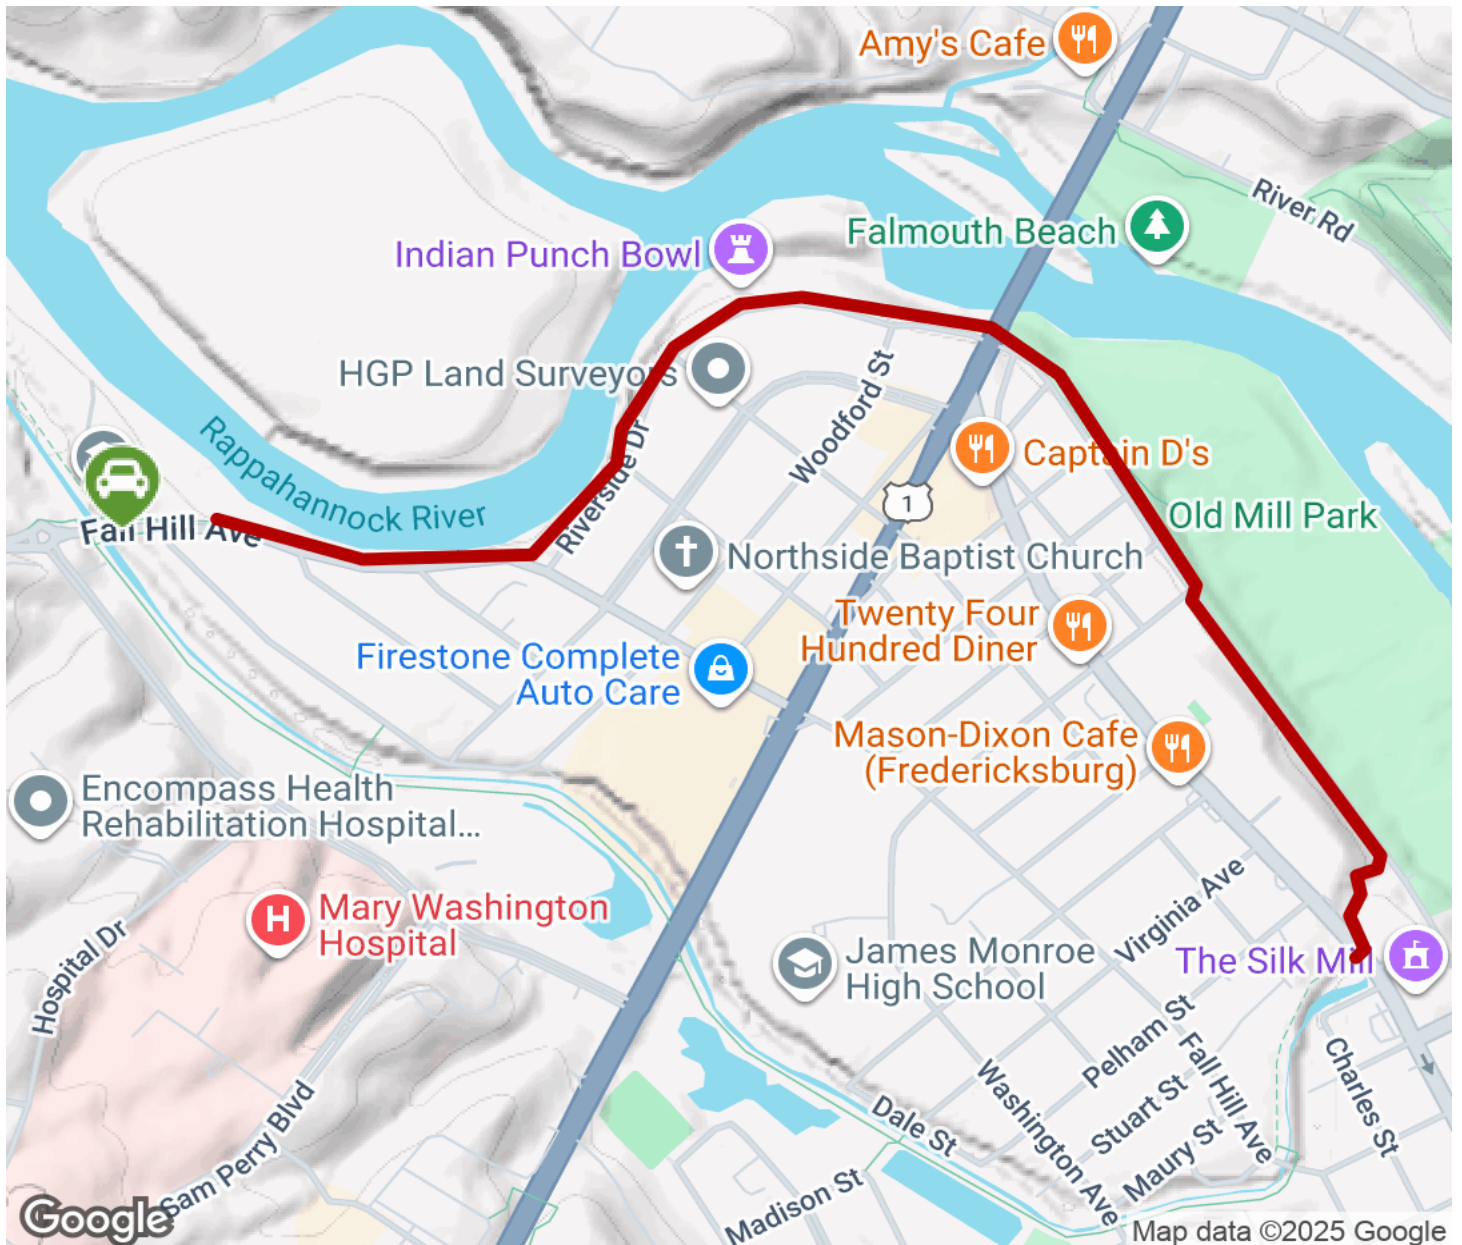 Amy's Cafe
River Rd
Falmouth Beach
Indian Punch Bowl
HGP Land Surveyors
Woodford St
Captain D's
Rappahannock River
Riverside Dr
1
Old Mill Park
Fall Hill Ave
Northside Baptist Church
Twenty Four
Hundred Diner
Firestone Complete
Auto Care
Mason-Dixon Cafe
(Fredericksburg)
Encompass Health
Rehabilitation Hospital...
H
Mary Washington
Hospital
Virginia Ave
Hospital Dr
James Monroe
High School
The Silk Mill
Pelham St
Fall Hill Ave
Charles St
Washington Ave
Stuart St
Dale St
Maury St
Sam Perry Blvd
Madison St
Google
Map data ©2025 Google